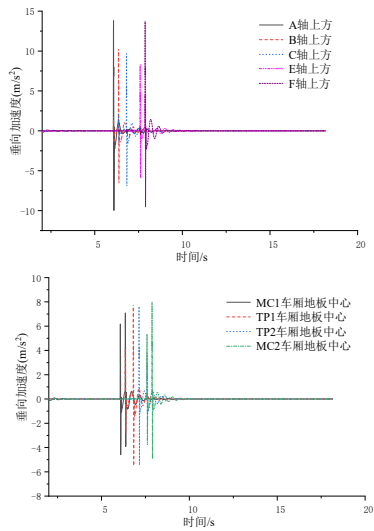 15
10
5
0
-5
-10
垂向加速度(m/s²)
A轴上方
B轴上方
C轴上方
E轴上方
F轴上方
5
10
15
20
时间/s
10
8
6
4
2
0
-2
-4
-6
-8
垂向加速度(m/s²)
MC1车厢地板中心
TP1车厢地板中心
TP2车厢地板中心
MC2车厢地板中心
5
10
15
20
时间/s